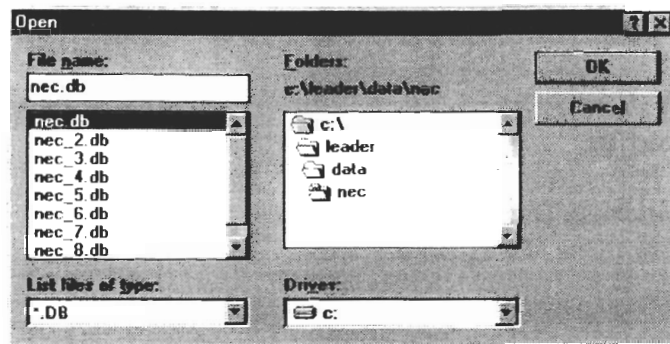 Open
File name:
nec.db
nec.db
nec_2.db
nec_3.db
nec_4.db
nec_5.db
nec_6.db
nec_7.db
nec_8.db
List files of type:
*.DB
Folders:
c:\leader\data\nec
c:\
leader
data
nec
Drives:
c:
OK
Cancel